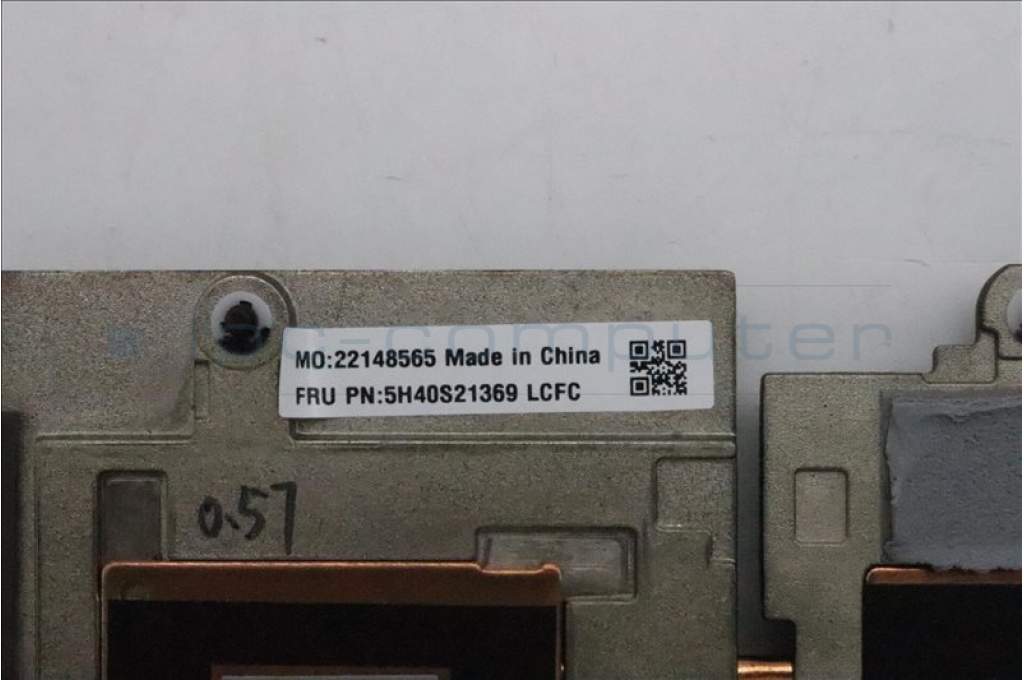 MO:22148565 Made in China
FRU PN:5H40S21369 LCFC
0.57